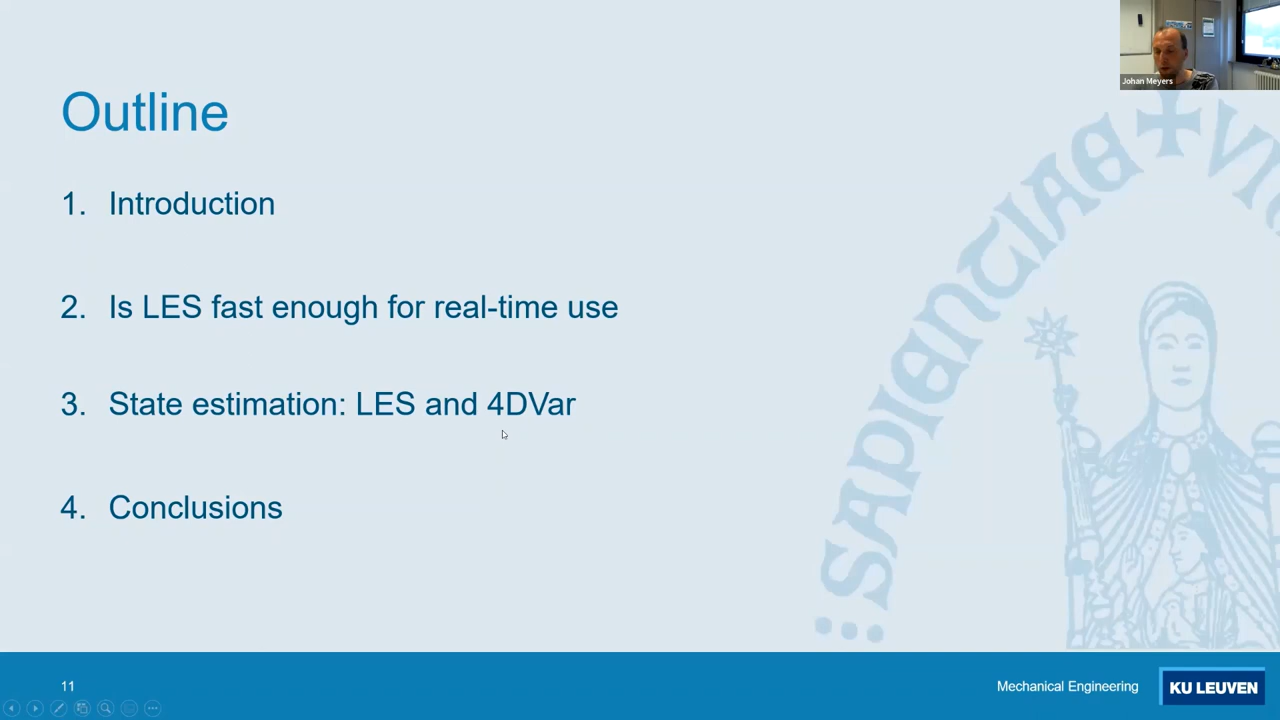 Johan Meyers
Outline
1. Introduction
2. Is LES fast enough for real-time use
3. State estimation: LES and 4DVar
4. Conclusions
SAPIENTIAE
11
Mechanical Engineering
KU LEUVEN